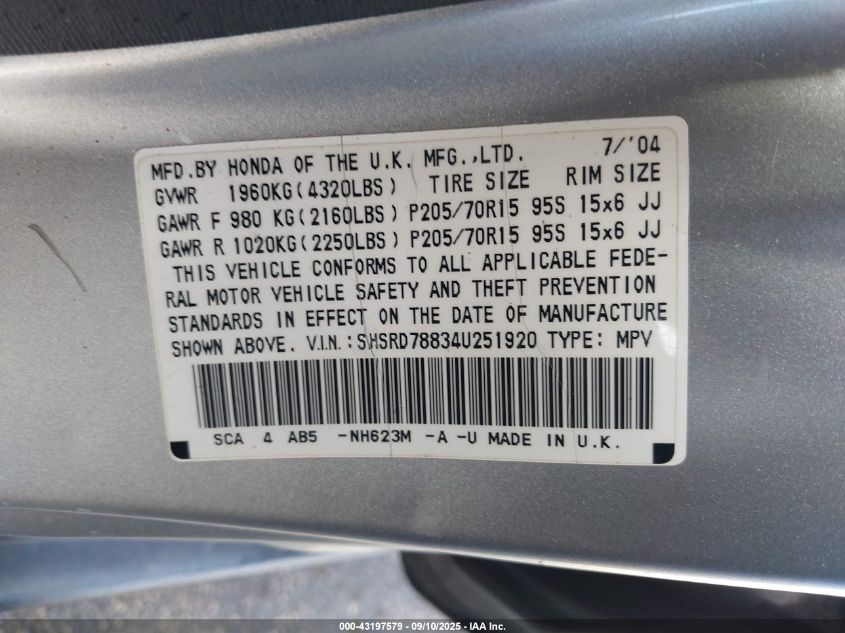 MFD.BY HONDA OF THE U.K. MFG.,LTD. 7/'04
GVWR 1960KG(4320LBS) TIRE SIZE RIM SIZE
GAWR F 980 KG(2160LBS) P205/70R15 95S 15x6 JJ
GAWR R 1020KG(2250LBS) P205/70R15 95S 15x6 JJ
THIS VEHICLE CONFORMS TO ALL APPLICABLE FEDE-
RAL MOTOR VEHICLE SAFETY AND THEFT PREVENTION
STANDARDS IN EFFECT ON THE DATE OF MANUFACTURE
SHOWN ABOVE. V.I.N.:SHSRD78834U251920 TYPE: MPV
SCA 4 AB5 -NH623M -A -U MADE IN U.K.
000-43197579 - 09/10/2025 - IAA Inc.